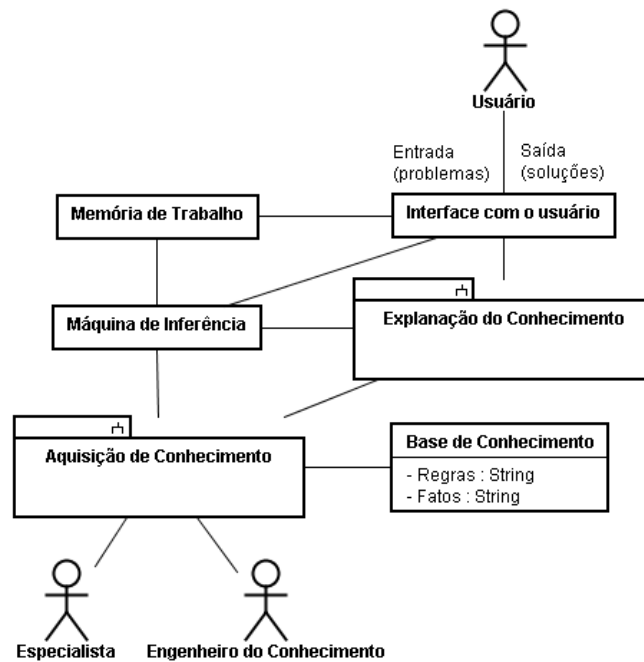 Usuário
Entrada
(problemas)
Saída
(soluções)
Memória de Trabalho
Interface com o usuário
Máquina de Inferência
Explanação do Conhecimento
Aquisição de Conhecimento
Base de Conhecimento
- Regras : String
- Fatos : String
Especialista
Engenheiro do Conhecimento